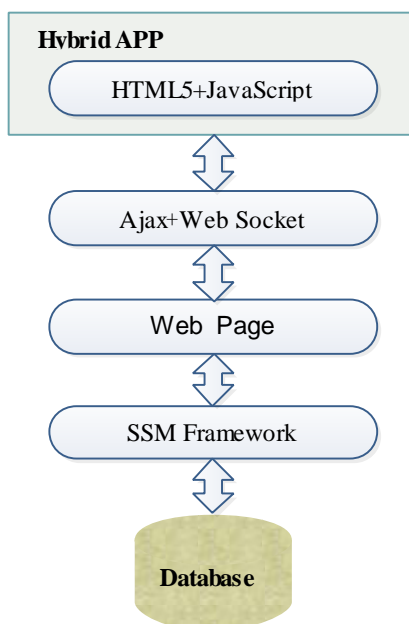 Hybrid APP
HTML5+JavaScript
Ajax+Web Socket
Web Page
SSM Framework
Database